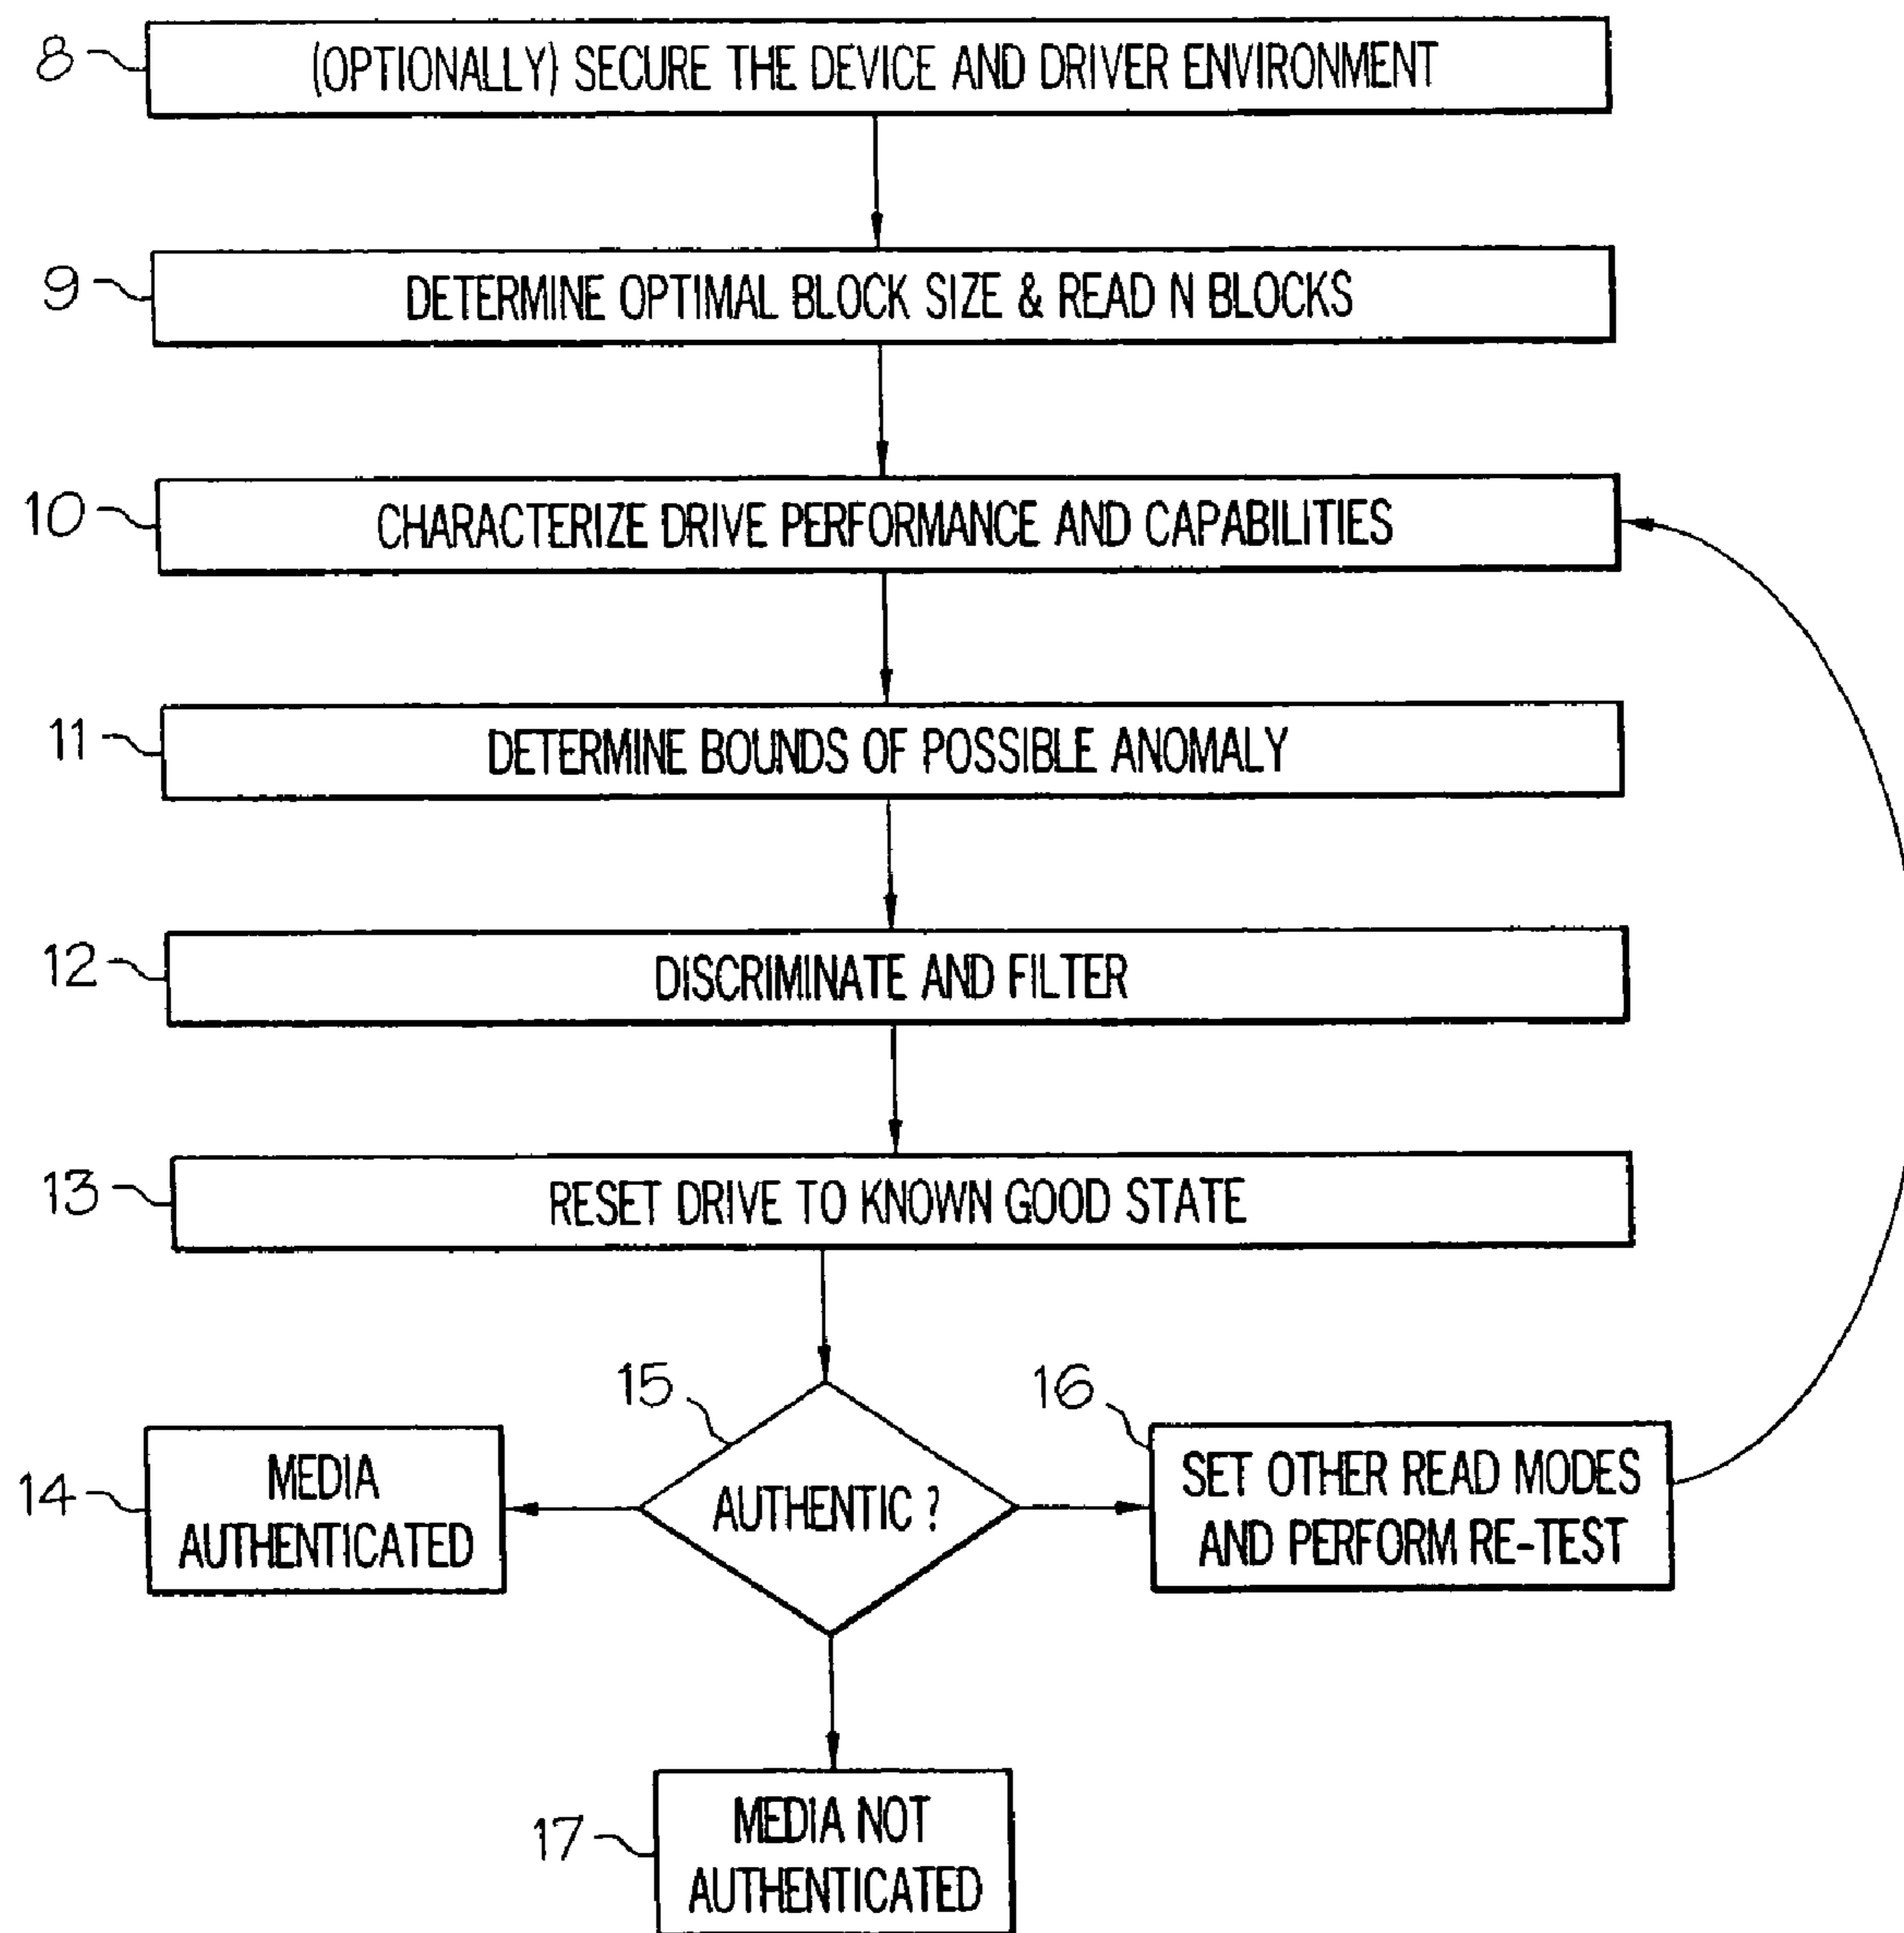 8 (OPTIONALLY) SECURE THE DEVICE AND DRIVER ENVIRONMENT
9 DETERMINE OPTIMAL BLOCK SIZE & READ N BLOCKS
10 CHARACTERIZE DRIVE PERFORMANCE AND CAPABILITIES
11 DETERMINE BOUNDS OF POSSIBLE ANOMALY
12 DISCRIMINATE AND FILTER
13 RESET DRIVE TO KNOWN GOOD STATE
14
MEDIA
AUTHENTICATED
15
AUTHENTIC ?
16
SET OTHER READ MODES
AND PERFORM RE-TEST
17
MEDIA NOT
AUTHENTICATED